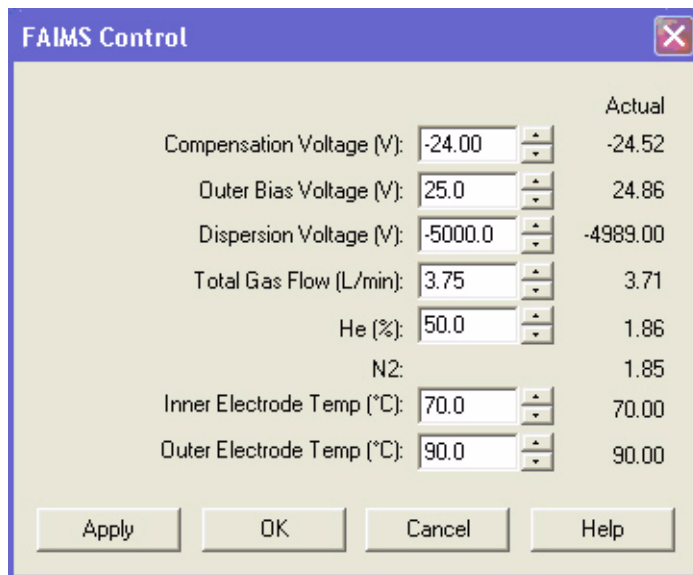 FAIMS Control
Actual
Compensation Voltage (V): -24.00 -24.52
Outer Bias Voltage (V): 25.0 24.86
Dispersion Voltage (V): -5000.0 -4989.00
Total Gas Flow (L/min): 3.75 3.71
He (%): 50.0 1.86
N2: 1.85
Inner Electrode Temp (°C): 70.0 70.00
Outer Electrode Temp (°C): 90.0 90.00
Apply OK Cancel Help